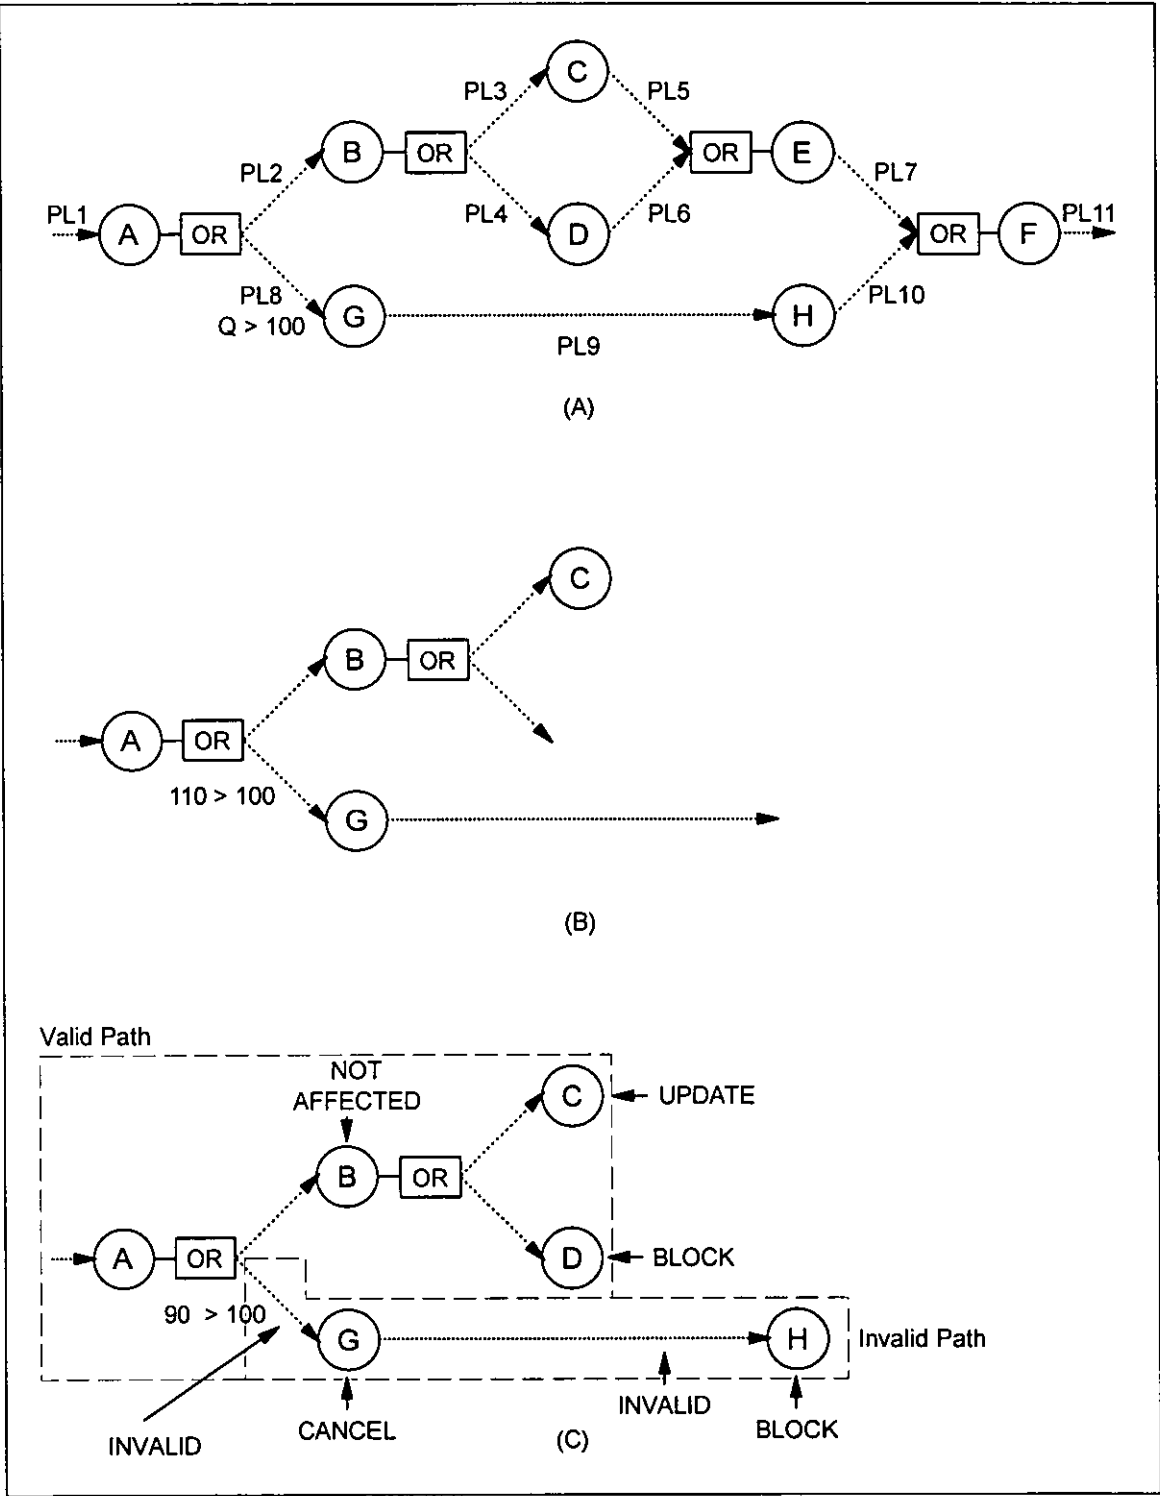 C
PL3
PL5
B
OR
OR
E
PL2
PL7
PL4
PL6
PL1
A
OR
D
OR
F
PL11
PL8
Q > 100
G
H
PL10
PL9
(A)
C
B
OR
A
OR
110 > 100
G
(B)
Valid Path
NOT
AFFECTED
C
UPDATE
B
OR
A
OR
D
BLOCK
90 > 100
G
H
Invalid Path
INVALID
CANCEL
INVALID
BLOCK
(C)